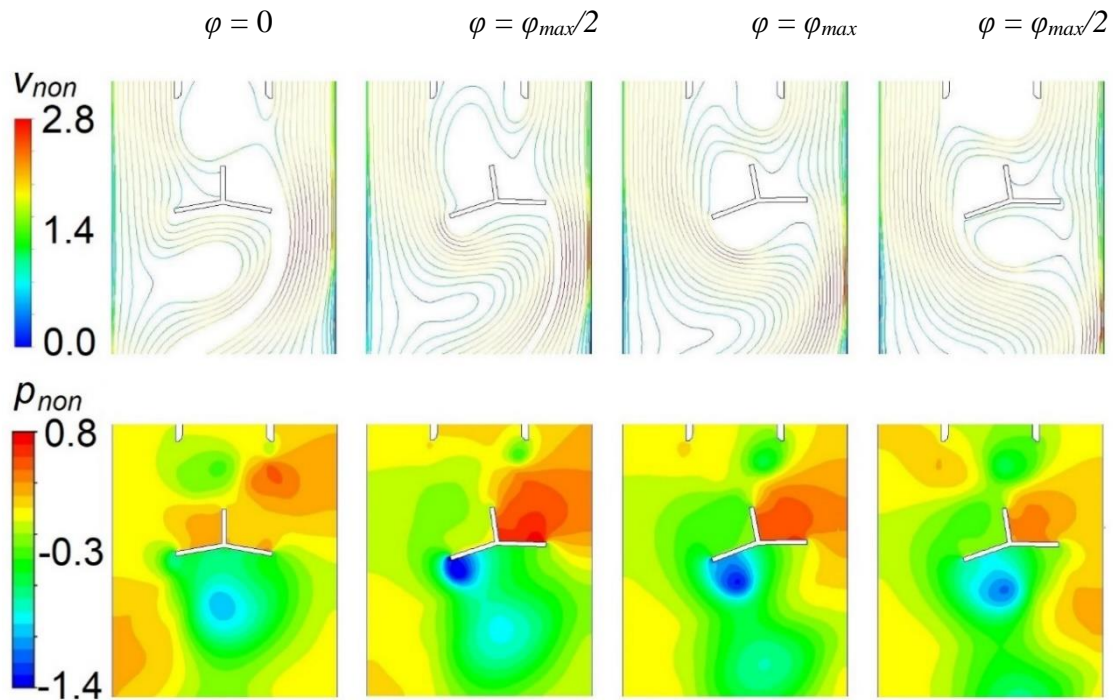 φ = 0 φ = φmax/2 φ = φmax φ = φmax/2
vnon
2.8
1.4
0.0
pnon
0.8
-0.3
-1.4